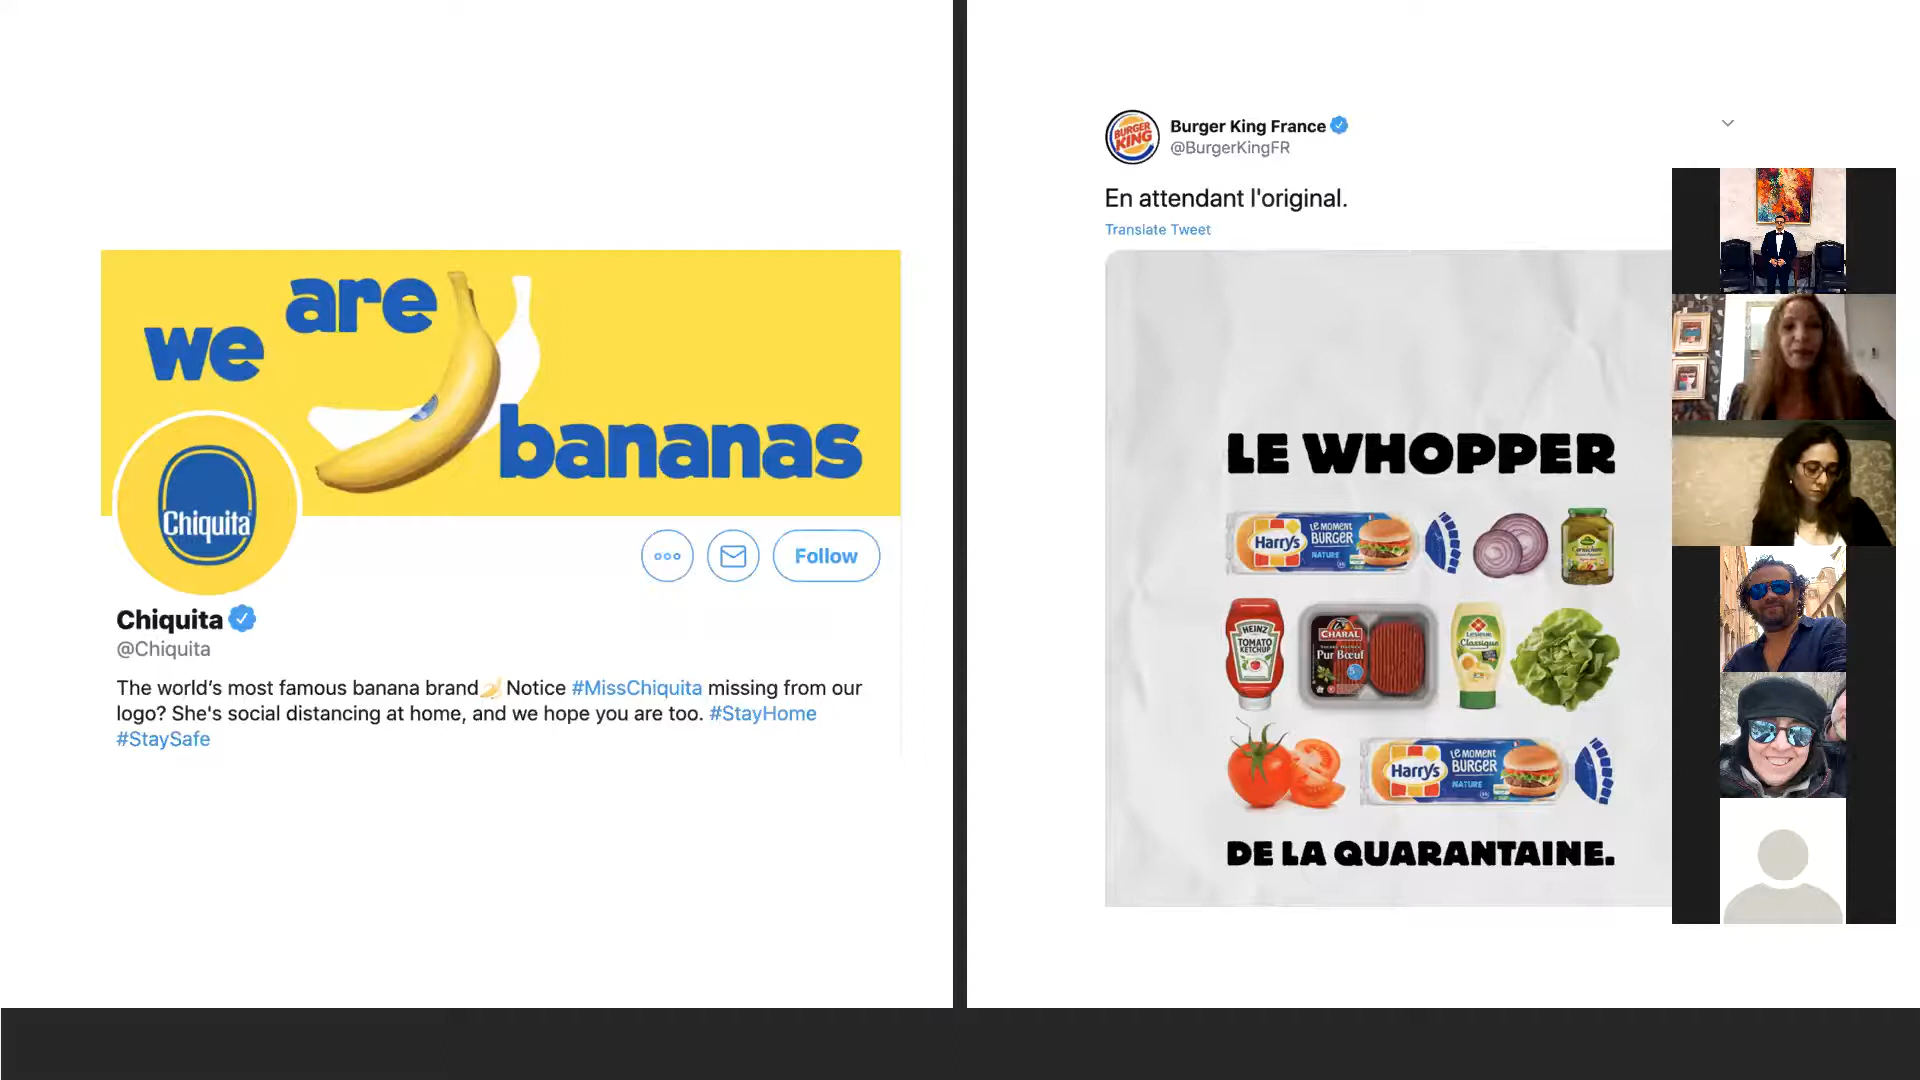 we are
bananas
Chiquita
Follow
Chiquita
@Chiquita
The world’s most famous banana brand🍌Notice #MissChiquita missing from our
logo? She's social distancing at home, and we hope you are too. #StayHome
#StaySafe
BURGER KING
Burger King France
@BurgerKingFR
En attendant l'original.
Translate Tweet
LE WHOPPER
Harrys
LE MOMENT
BURGER
NATURE
HEINZ
TOMATO
KETCHUP
CHARAL
Pur Bœuf
Lesieur
Classique
Harrys
LE MOMENT
BURGER
NATURE
DE LA QUARANTAINE.